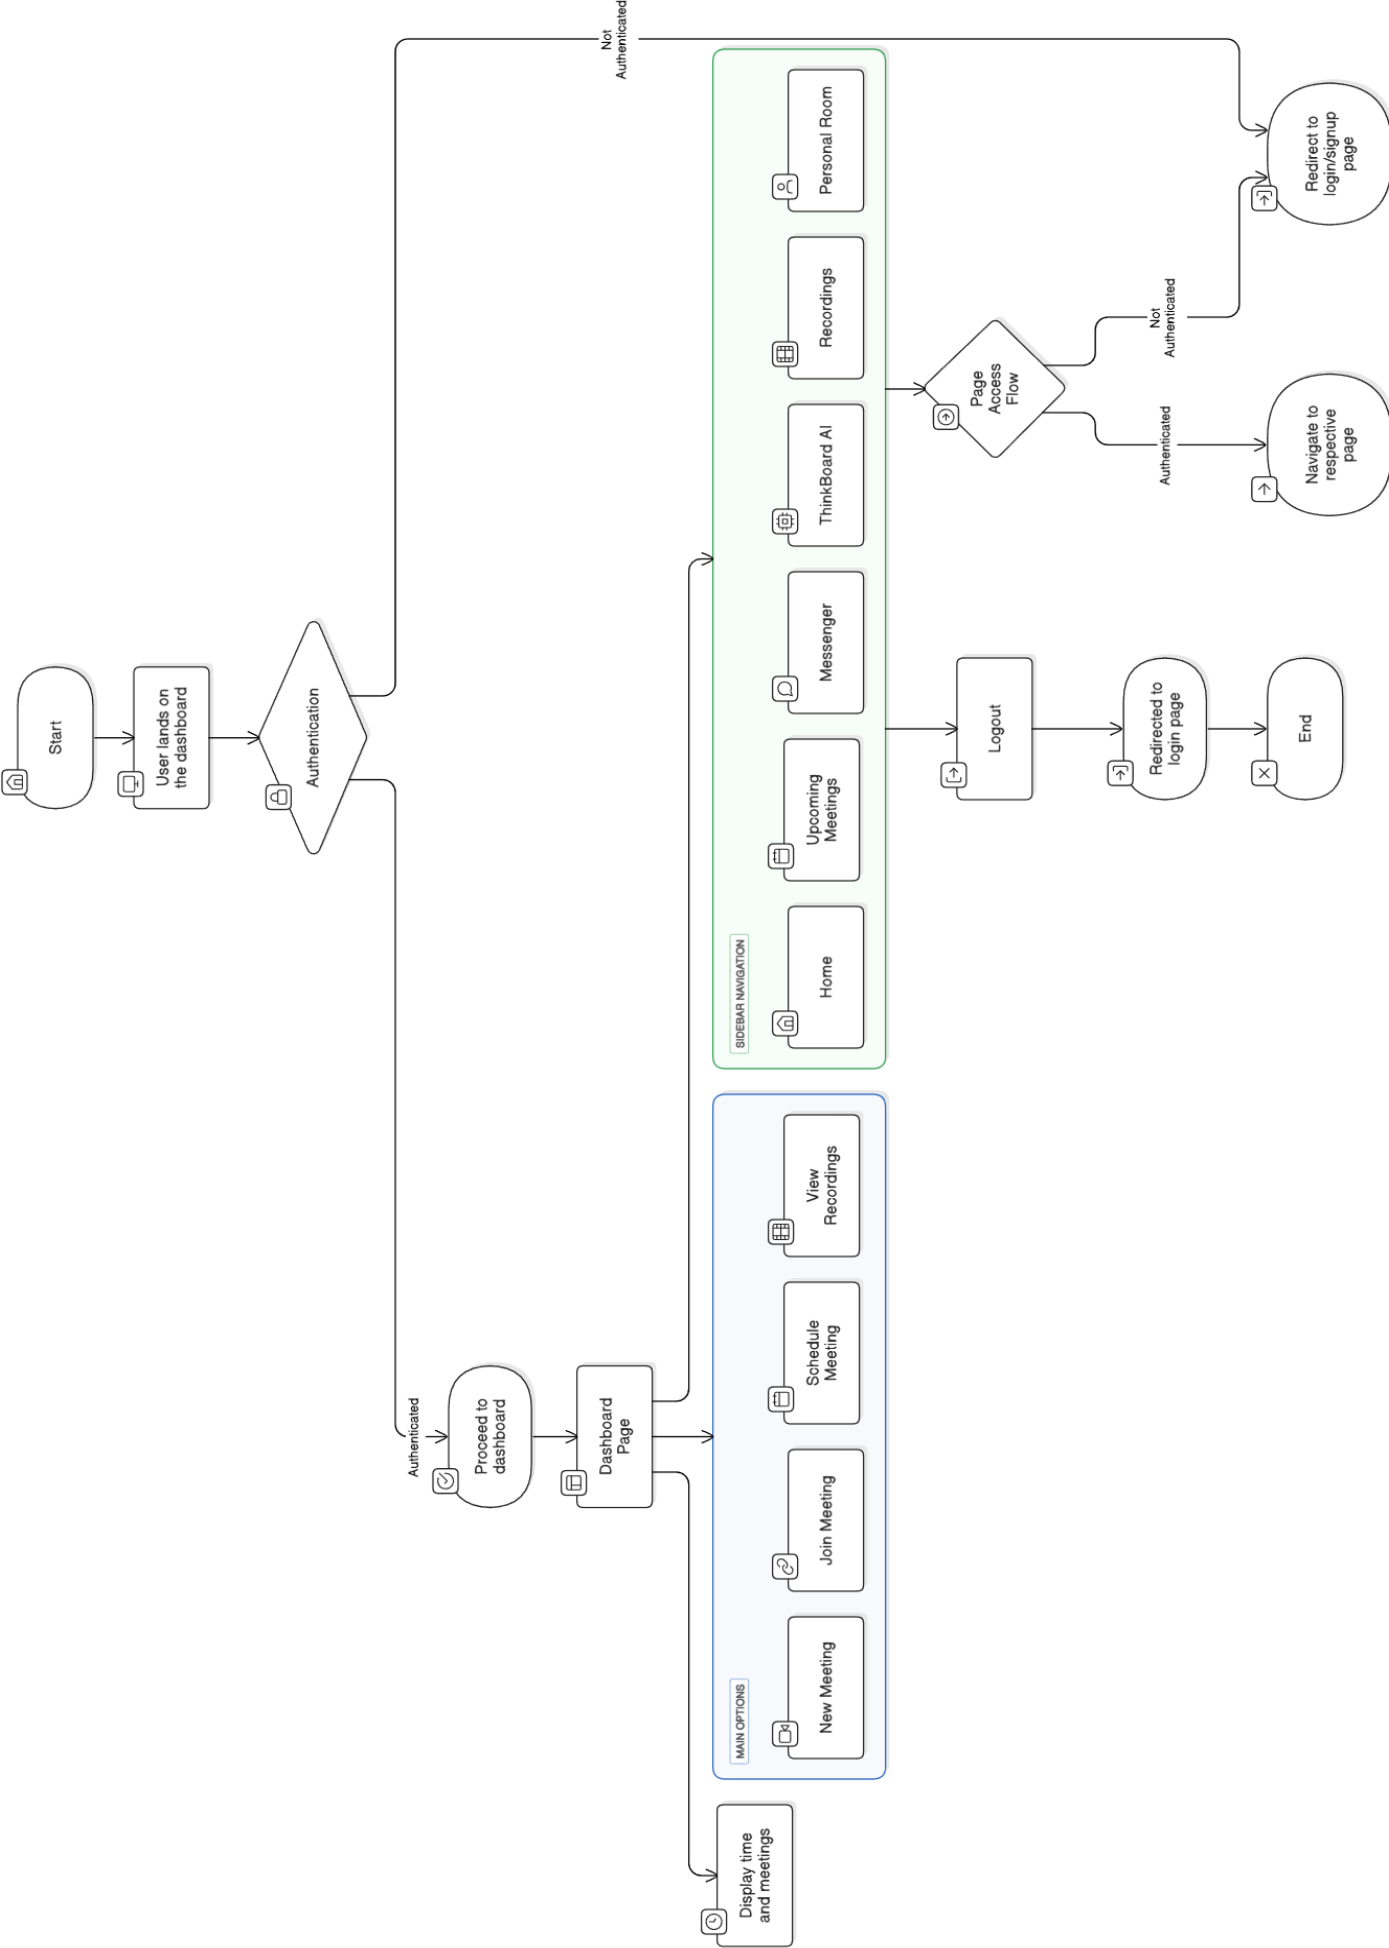 Start
User lands on
the dashboard
Authentication
Authenticated
Not
Authenticated
Proceed to
dashboard
Dashboard
Page
Display time
and meetings
MAIN OPTIONS
New Meeting
Join Meeting
Schedule
Meeting
View
Recordings
SIDEBAR NAVIGATION
Home
Upcoming
Meetings
Messenger
ThinkBoard AI
Recordings
Personal Room
Logout
Page
Access
Flow
Redirected to
login page
Authenticated
Not
Authenticated
End
Navigate to
respective
page
Redirect to
login/signup
page